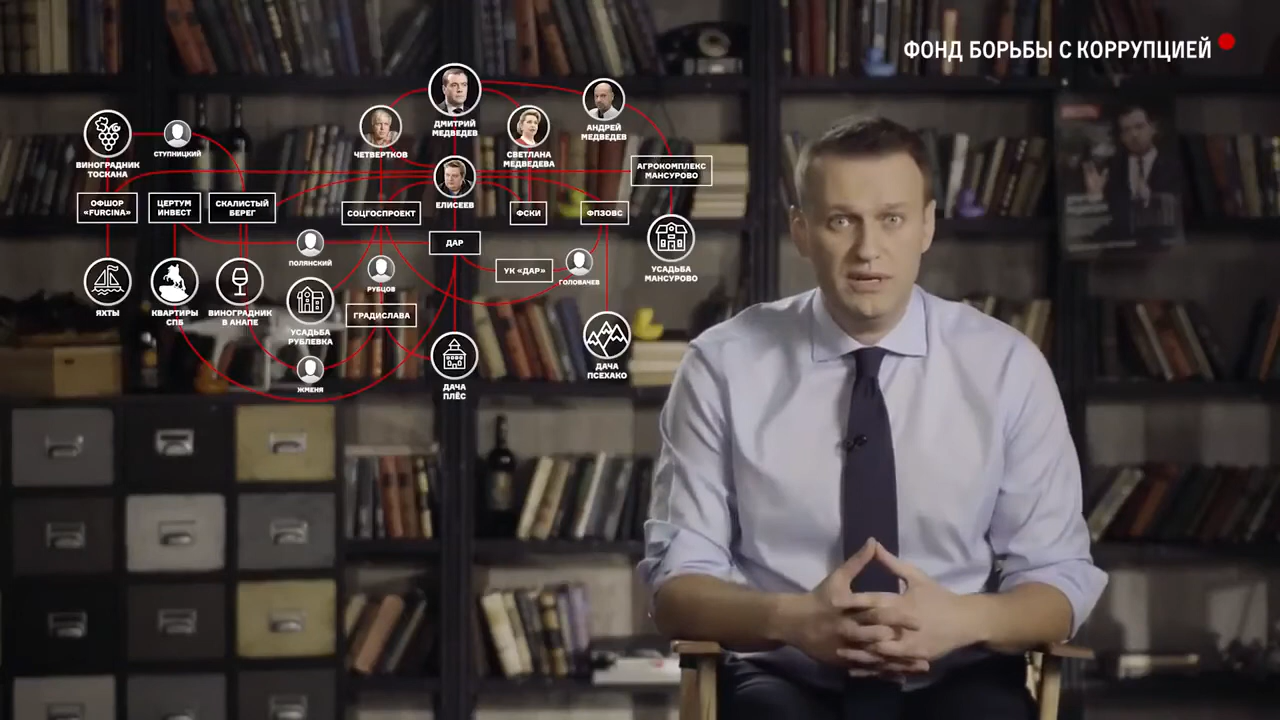 ФОНД БОРЬБЫ С КОРРУПЦИЕЙ
ДМИТРИЙ
МЕДВЕДЕВ
АНДРЕЙ
МЕДВЕДЕВ
ВИНОГРАДНИК
ТОСКАНА
СТУПНИЦКИЙ
ЧЕТВЕРТКОВ
СВЕТЛАНА
МЕДВЕДЕВА
АГРОКОМПЛЕКС
МАНСУРОВО
ЕЛИСЕЕВ
ОФШОР
«FURCINA»
ЦЕРТУМ
ИНВЕСТ
СКАЛИСТЫЙ
БЕРЕГ
СОЦГОСПРОЕКТ
ФСКИ
ФПЗОВС
ДАР
ПОЛЯНСКИЙ
РУБЦОВ
УК «ДАР»
ГОЛОВАЧЕВ
УСАДЬБА
МАНСУРОВО
ЯХТЫ
КВАРТИРЫ
СПБ
ВИНОГРАДНИК
В АНАПЕ
УСАДЬБА
РУБЛЕВКА
ГРАДИСЛАВА
ЖМЕНЯ
ДАЧА
ПЛЁС
ДАЧА
ПСЕХАКО